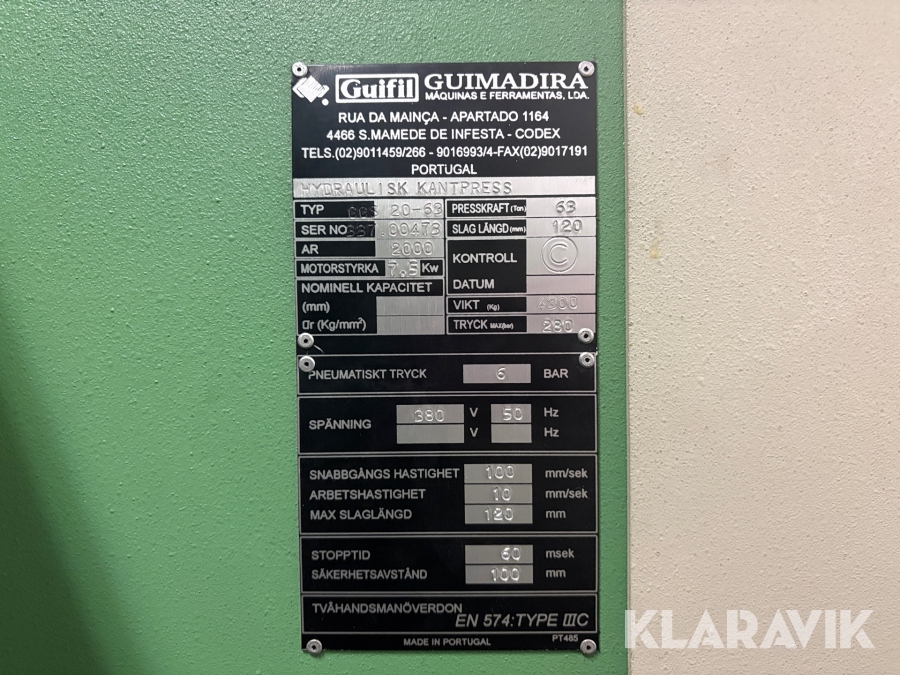 Guifil GUIMADIRA
MÁQUINAS E FERRAMENTAS, LDA.
RUA DA MAINÇA - APARTADO 1164
4466 S.MAMEDE DE INFESTA - CODEX
TELS.(02)9011459/266 - 9016993/4-FAX(02)9017191
PORTUGAL
HYDRAULISK KANTPRESS
TYP 20-63
SER NO 00473
AR 2000
MOTORSTYRKA 7,5 Kw
NOMINELL KAPACITET
(mm)
σr (Kg/mm²)
PRESSKRAFT (Ton) 63
SLAG LÄNGD (mm) 120
KONTROLL C
DATUM
VIKT (Kg) 4300
TRYCK MAX(bar) 280
PNEUMATISKT TRYCK 6 BAR
SPÄNNING 380 V 50 Hz
V Hz
SNABBGÅNGS HASTIGHET 100 mm/sek
ARBETSHASTIGHET 10 mm/sek
MAX SLAGLÄNGD 120 mm
STOPPTID 60 msek
SÄKERHETSAVSTÅND 100 mm
TVÅHANDSMANÖVERDON
EN 574:TYPE IIIC
MADE IN PORTUGAL PT485
KLARAVIK